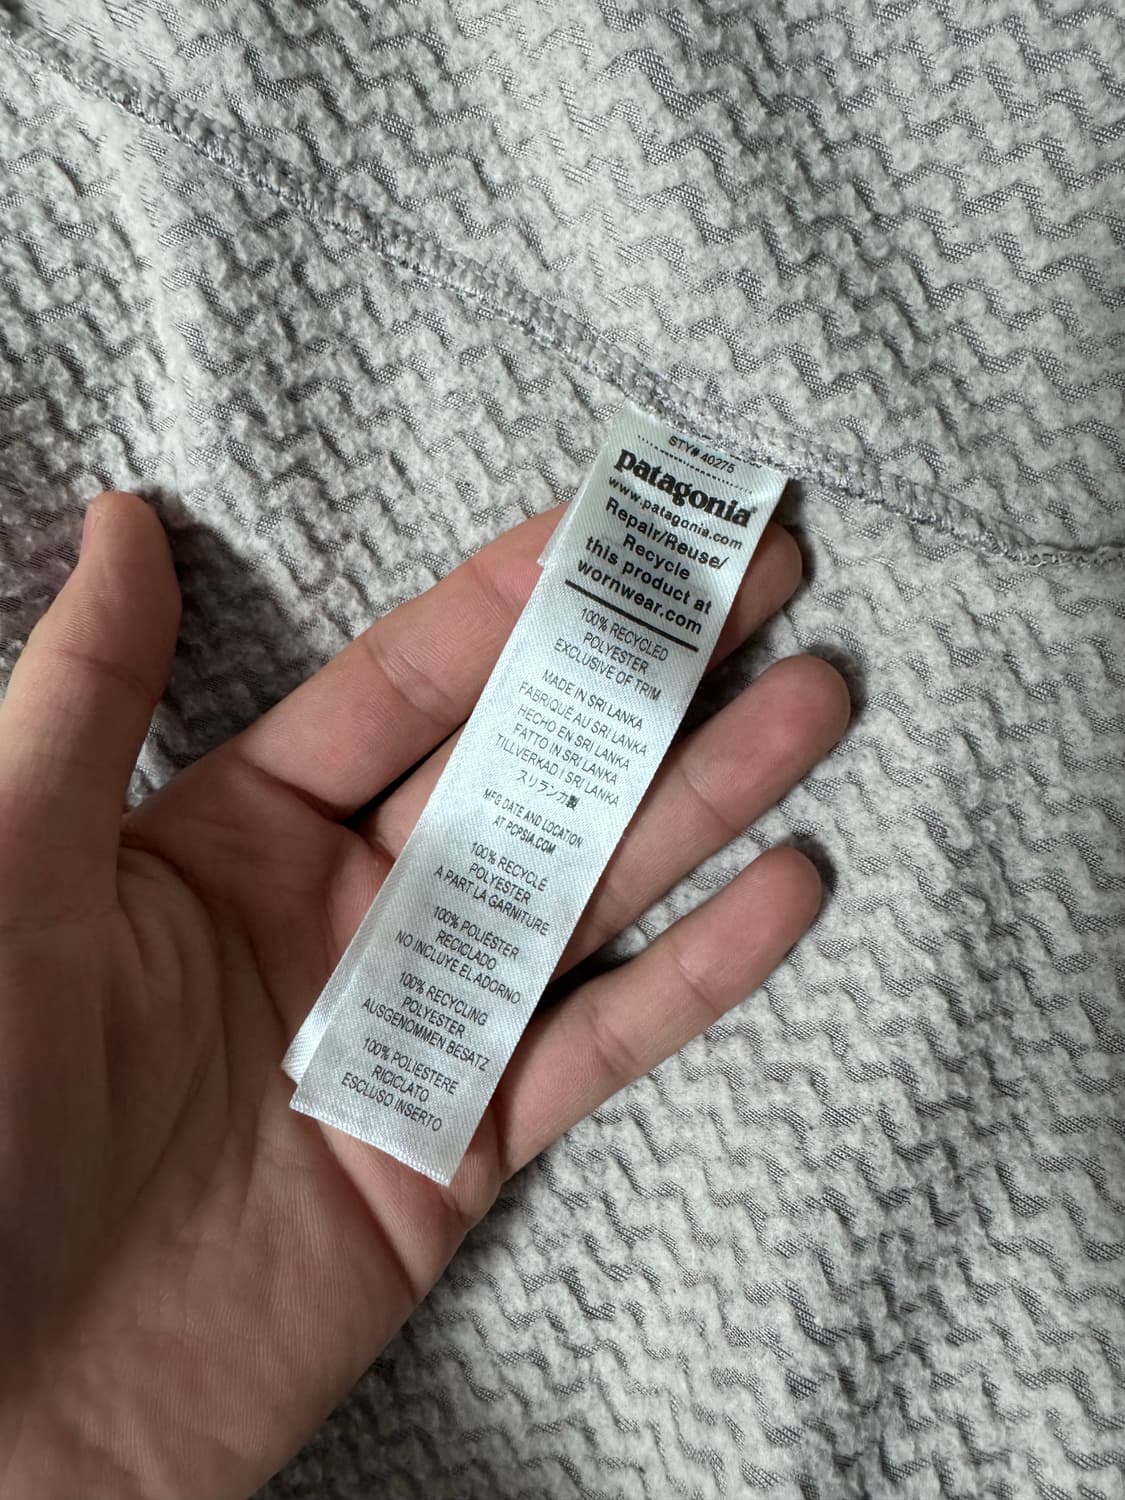 STY# 40275
patagonia®
www.patagonia.com
Repair/Reuse/
Recycle
this product at
wornwear.com
100% RECYCLED
POLYESTER
EXCLUSIVE OF TRIM
MADE IN SRI LANKA
FABRIQUÉ AU SRI LANKA
HECHO EN SRI LANKA
FATTO IN SRI LANKA
TILLVERKAD I SRI LANKA
スリランカ製
MFG DATE AND LOCATION
AT PCPSIA.COM
100% RECYCLÉ
POLYESTER
A PART LA GARNITURE
100% POLIÉSTER
RECICLADO
NO INCLUYE EL ADORNO
100% RECYCLING
POLYESTER
AUSGENOMMEN BESATZ
100% POLIESTERE
RICICLATO
ESCLUSO INSERTO